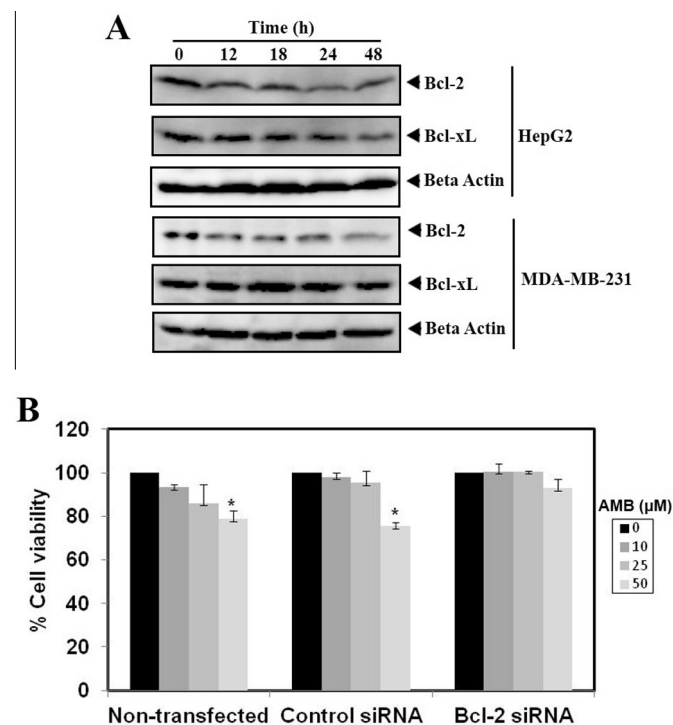 A
Time (h)
0 12 18 24 48
Bcl-2
Bcl-xL
HepG2
Beta Actin
Bcl-2
Bcl-xL
MDA-MB-231
Beta Actin
B
120
100
80
60
40
20
0
% Cell viability
* *
AMB (µM)
0
10
25
50
Non-transfected Control siRNA Bcl-2 siRNA